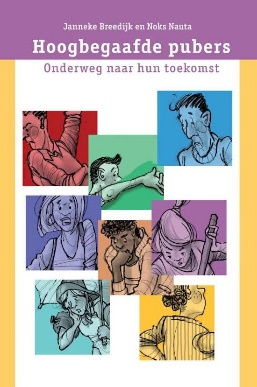 Janneke Breedijk en Noks Nauta
Hoogbegaafde pubers
Onderweg naar hun toekomst